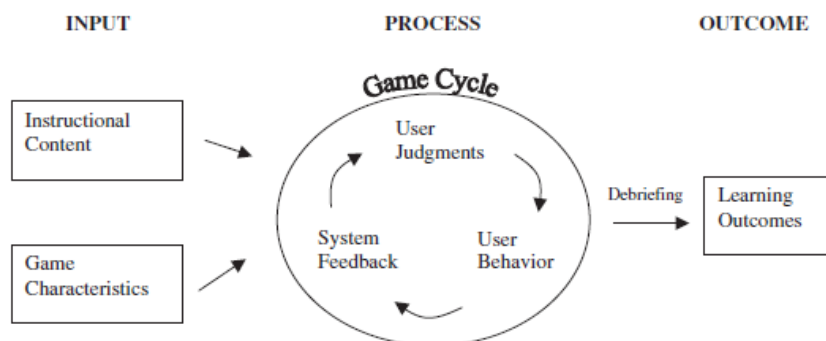 INPUT
PROCESS
OUTCOME
Game Cycle
Instructional
Content
User
Judgments
Debriefing
Learning
Outcomes
System
Feedback
User
Behavior
Game
Characteristics